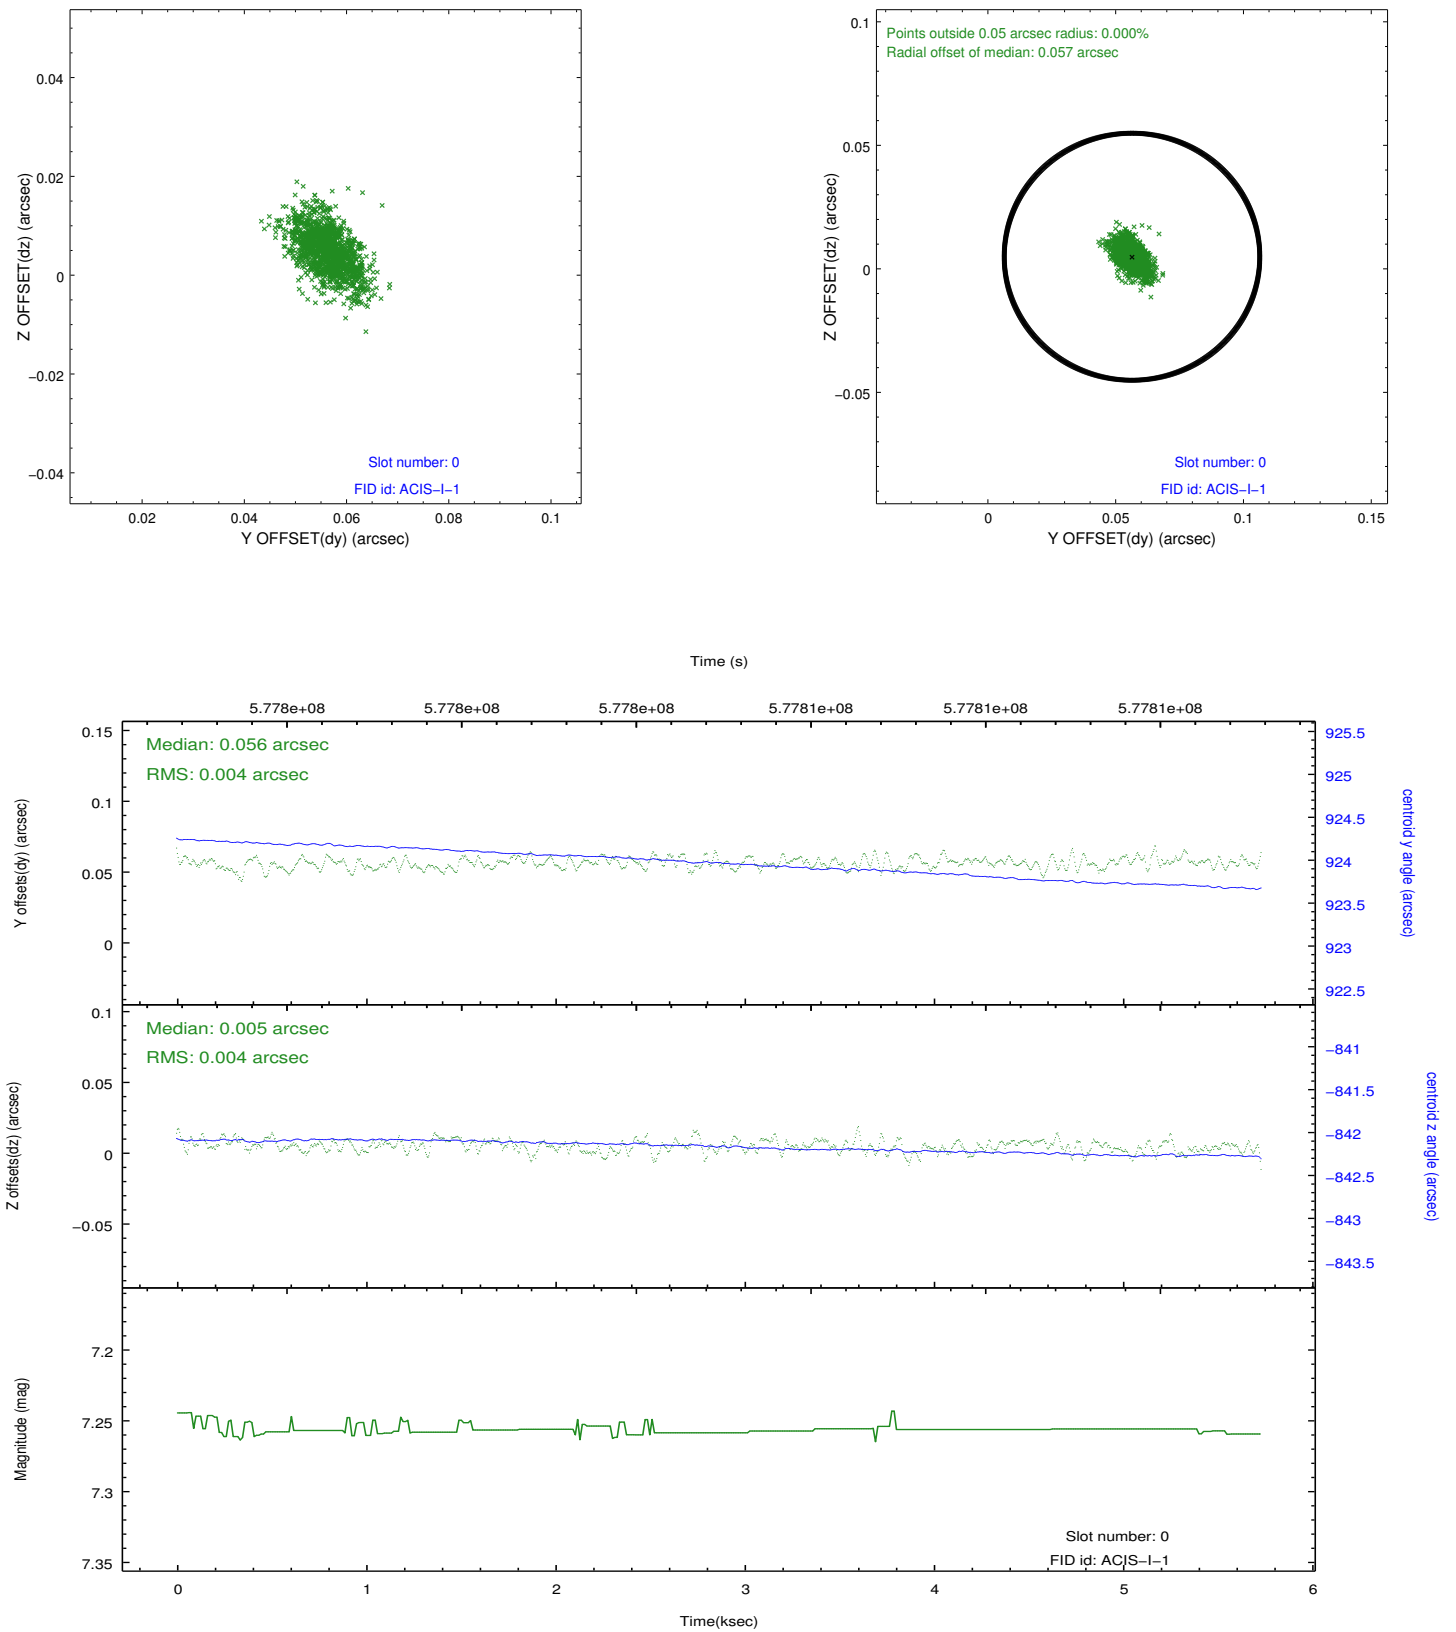 0.04
0.02
0
−0.02
−0.04
Z OFFSET(dz) (arcsec)
Slot number: 0
FID id: ACIS−I−1
0.02
0.04
0.06
0.08
0.1
Y OFFSET(dy) (arcsec)
Points outside 0.05 arcsec radius: 0.000%
Radial offset of median: 0.057 arcsec
0.1
0.05
0
−0.05
Z OFFSET(dz) (arcsec)
Slot number: 0
FID id: ACIS−I−1
0
0.05
0.1
0.15
Y OFFSET(dy) (arcsec)
Time (s)
5.778e+08
5.778e+08
5.778e+08
5.7781e+08
5.7781e+08
5.7781e+08
Median: 0.056 arcsec
RMS: 0.004 arcsec
0.15
0.1
0.05
0
Y offsets(dy) (arcsec)
925.5
925
924.5
924
923.5
923
922.5
centroid y angle (arcsec)
Median: 0.005 arcsec
RMS: 0.004 arcsec
0.1
0.05
0
−0.05
Z offsets(dz) (arcsec)
−841
−841.5
−842
−842.5
−843
−843.5
centroid z angle (arcsec)
7.2
7.25
7.3
7.35
Magnitude (mag)
Slot number: 0
FID id: ACIS−I−1
0
1
2
3
4
5
6
Time(ksec)